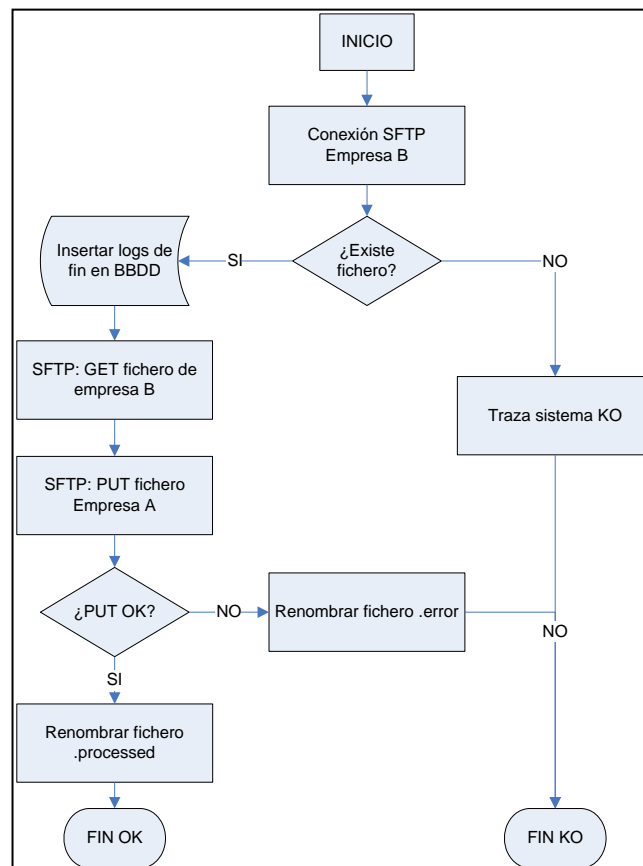 INICIO
Conexión SFTP
Empresa B
¿Existe
fichero?
SI
NO
Insertar logs de
fin en BBDD
SFTP: GET fichero de
empresa B
Traza sistema KO
SFTP: PUT fichero
Empresa A
¿PUT OK?
NO
Renombrar fichero .error
NO
SI
Renombrar fichero
.processed
FIN OK
FIN KO